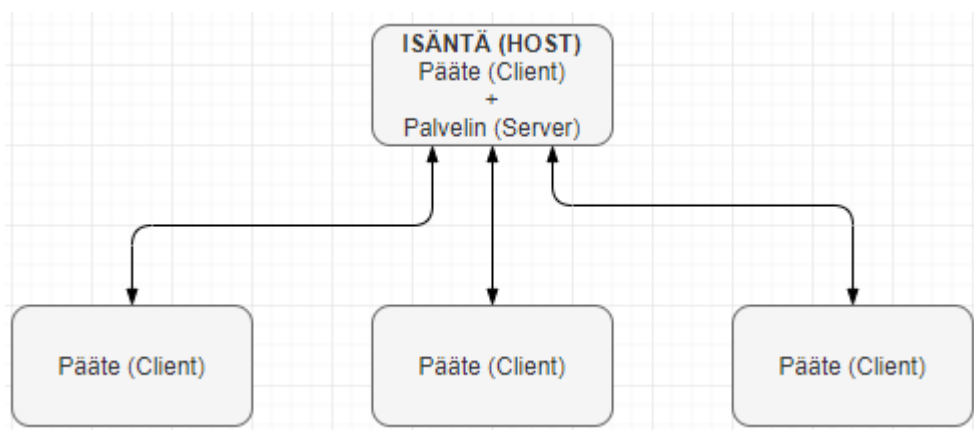 ISÄNTÄ (HOST)
Pääte (Client)
+
Palvelin (Server)
Pääte (Client)
Pääte (Client)
Pääte (Client)